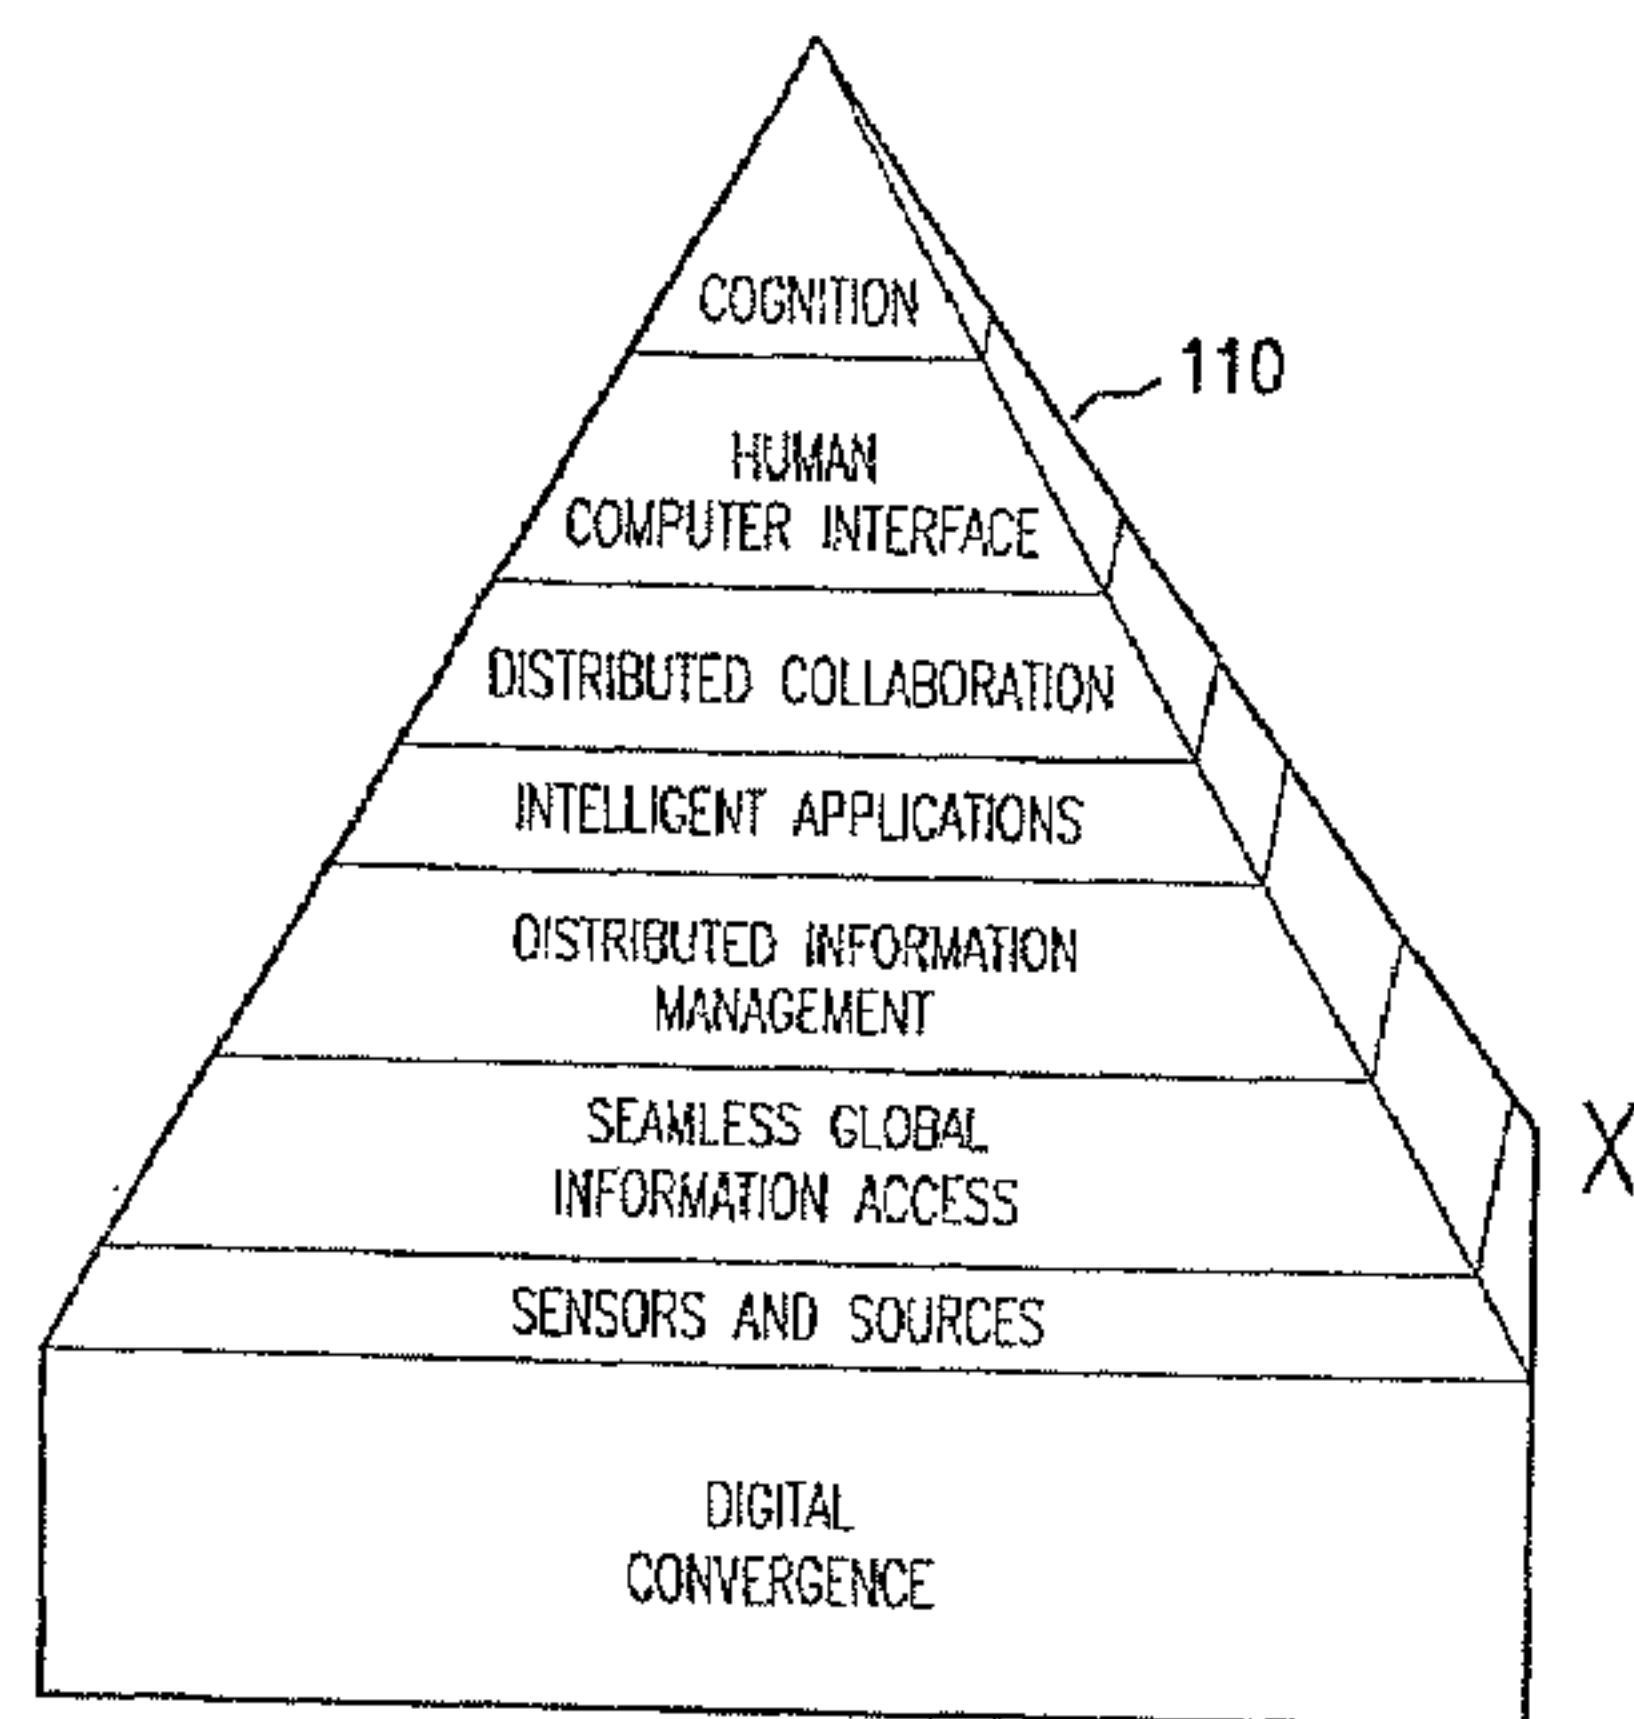 COGNITION
110
HUMAN
COMPUTER INTERFACE
DISTRIBUTED COLLABORATION
INTELLIGENT APPLICATIONS
DISTRIBUTED INFORMATION
MANAGEMENT
SEAMLESS GLOBAL
INFORMATION ACCESS
X
SENSORS AND SOURCES
DIGITAL
CONVERGENCE